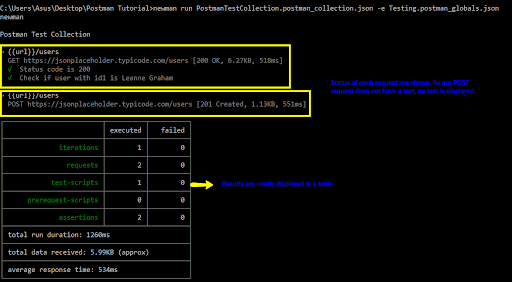 C:\Users\Asus\Desktop\Postman Tutorial>newman run PostmanTestCollection.postman_collection.json -e Testing.postman_globals.json
newman
Postman Test Collection
→ {{url}}/users
GET https://jsonplaceholder.typicode.com/users [200 OK, 6.27KB, 518ms]
√ Status code is 200
√ Check if user with id1 is Leanne Graham
→ {{url}}/users
POST https://jsonplaceholder.typicode.com/users [201 Created, 1.13KB, 551ms]
Status of each request are shown. As our POST
request does not have a test, no test is displayed
executed failed
iterations 1 0
requests 2 0
test-scripts 1 0
Results are neatly displayed in a table
prerequest-scripts 0 0
assertions 2 0
total run duration: 1260ms
total data received: 5.99KB (approx)
average response time: 534ms